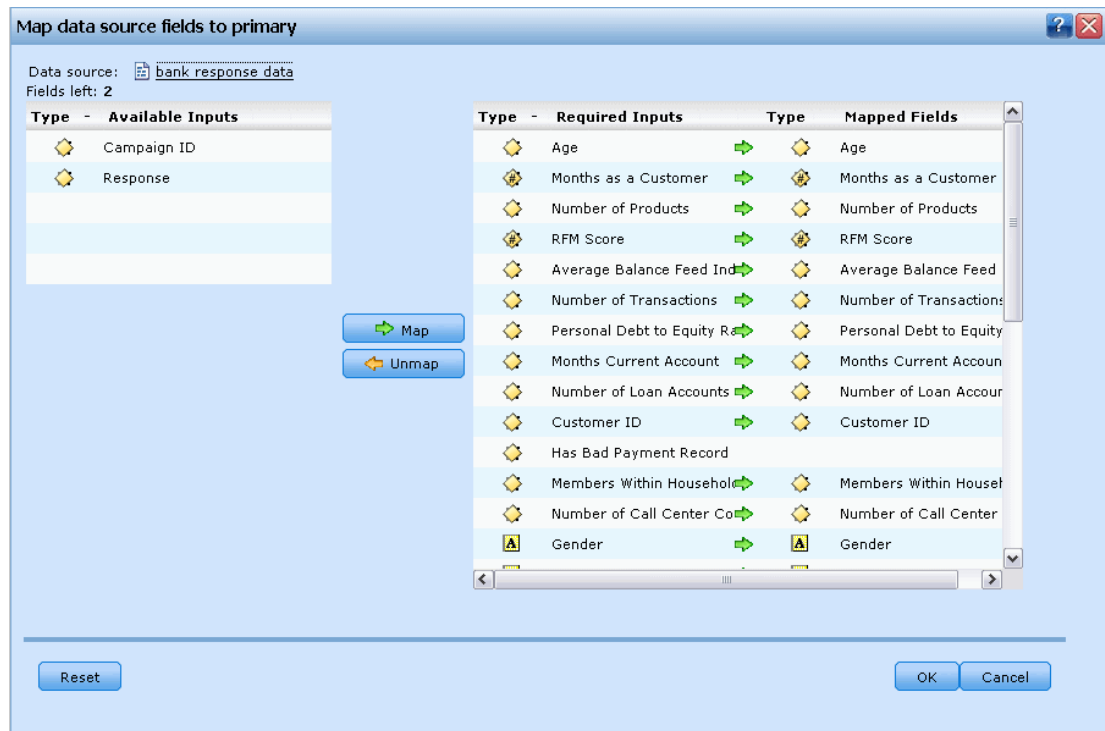 Map data source fields to primary
?
Data source: bank response data
Fields left: 2
Type - Available Inputs
Campaign ID
Response
Map
Unmap
Type - Required Inputs Type Mapped Fields
Age Age
# Months as a Customer # Months as a Customer
Number of Products Number of Products
# RFM Score # RFM Score
Average Balance Feed Ind Average Balance Feed
Number of Transactions Number of Transactions
Personal Debt to Equity Ra Personal Debt to Equity
Months Current Account Months Current Accoun
Number of Loan Accounts Number of Loan Accour
Customer ID Customer ID
Has Bad Payment Record
Members Within Household Members Within Househ
Number of Call Center Co Number of Call Center
A Gender A Gender
Reset
OK Cancel